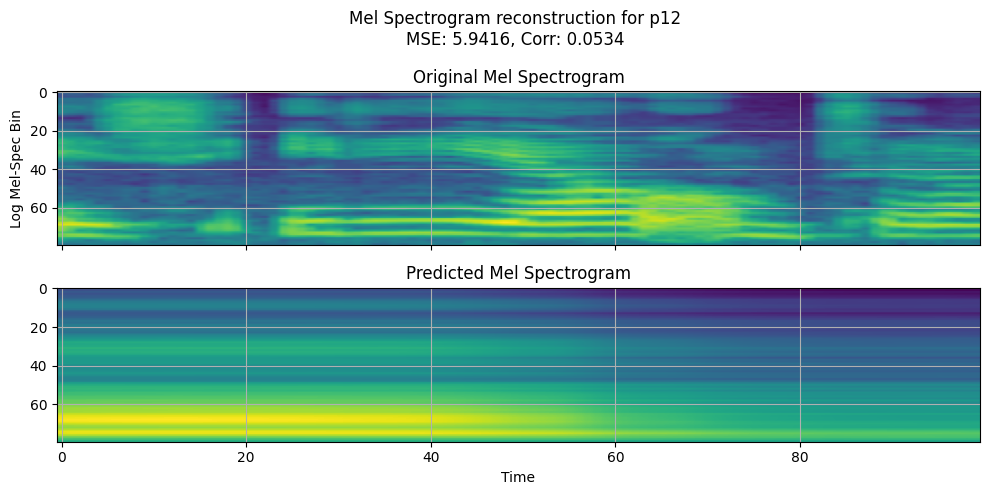 Mel Spectrogram reconstruction for p12
MSE: 5.9416, Corr: 0.0534
Original Mel Spectrogram
0
20
40
60
Log Mel-Spec Bin
Predicted Mel Spectrogram
0
20
40
60
0 20 40 60 80
Time